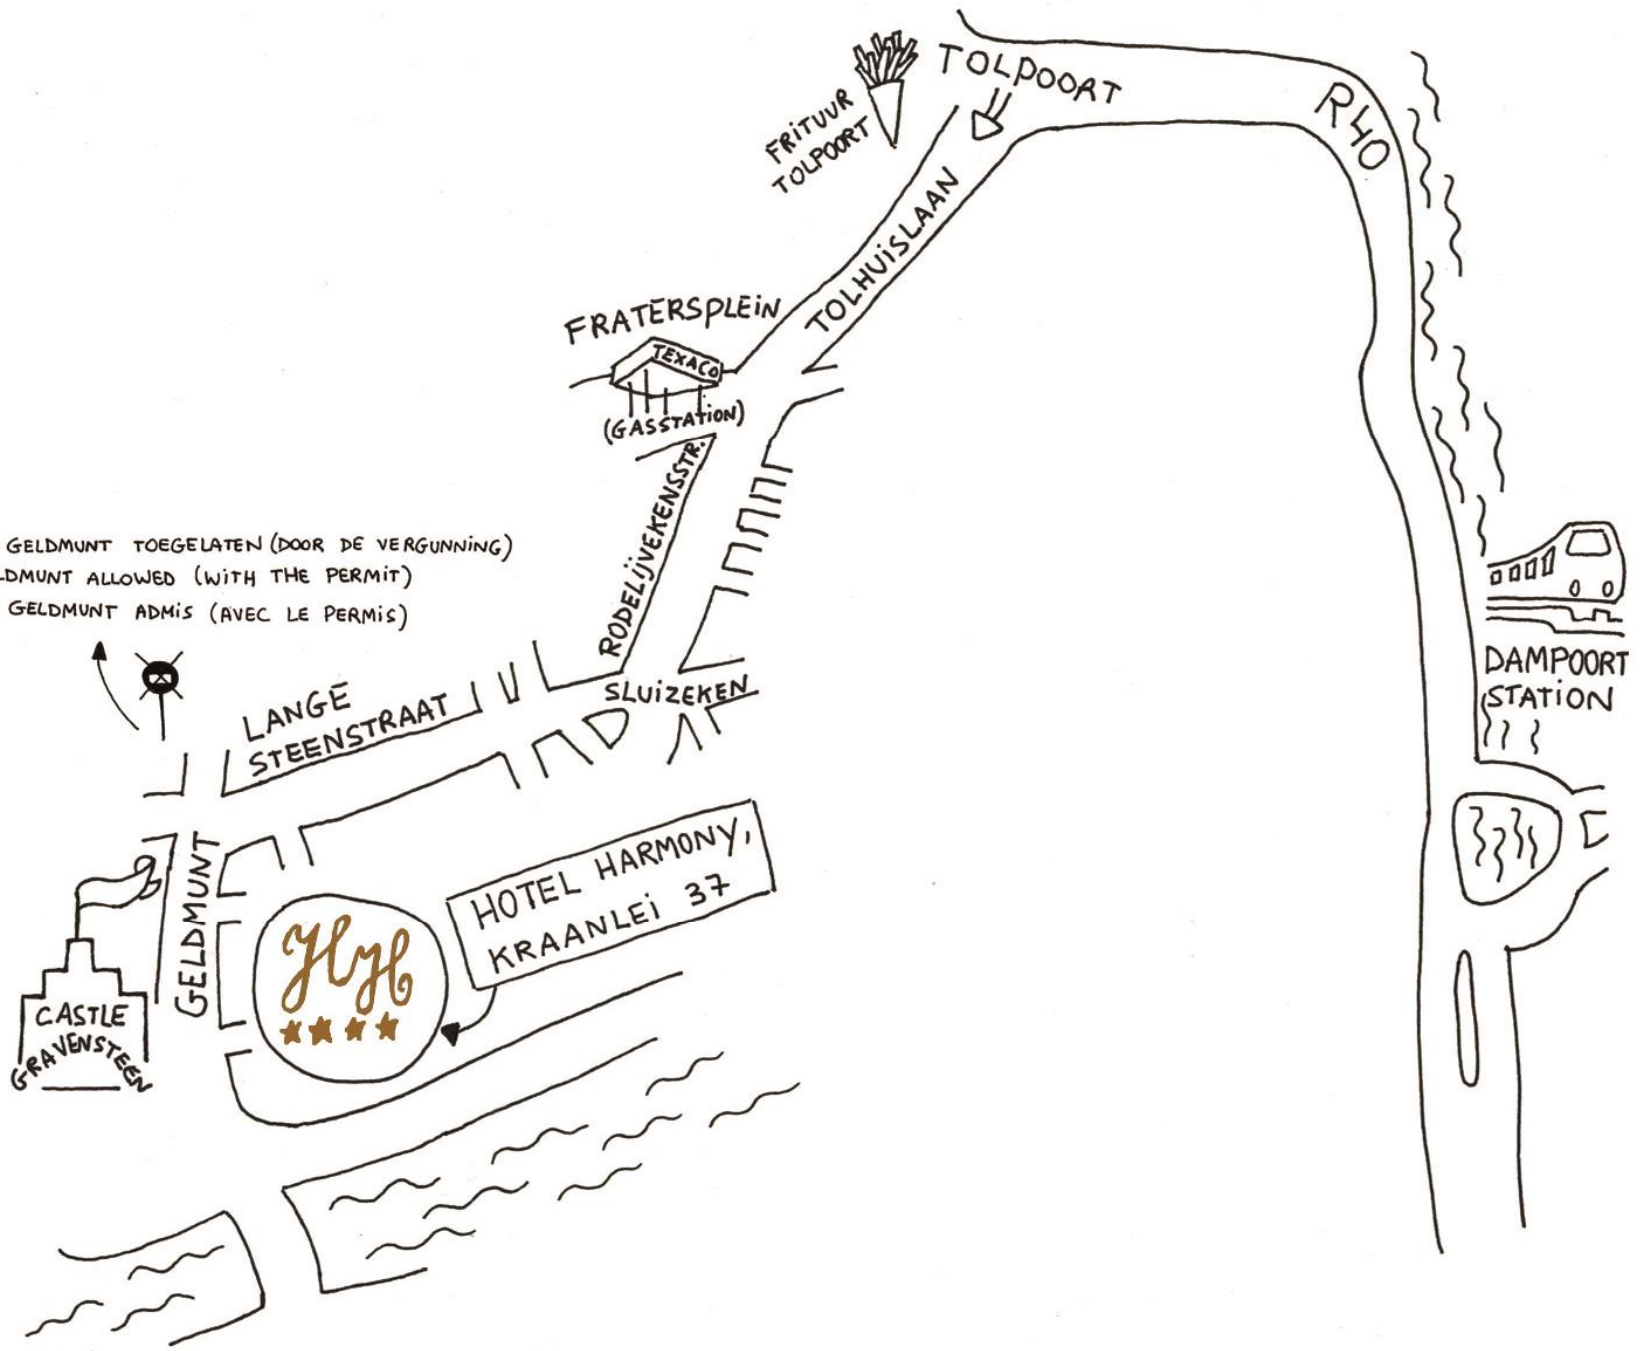 TOLPOORT
R40
FRITUUR
TOLPOORT
TOLHUISLAAN
FRATERSPLEIN
TEXACO
(GASSTATION)
RODELIJVEKENSSTR.
GELDMUNT TOEGELATEN (DOOR DE VERGUNNING)
LDMUNT ALLOWED (WITH THE PERMIT)
GELDMUNT ADMIS (AVEC LE PERMIS)
DAMPOORT
STATION
SLUIZEKEN
LANGE
STEENSTRAAT
GELDMUNT
HOTEL HARMONY,
KRAANLEI 37
HH
CASTLE
GRAVENSTEEN